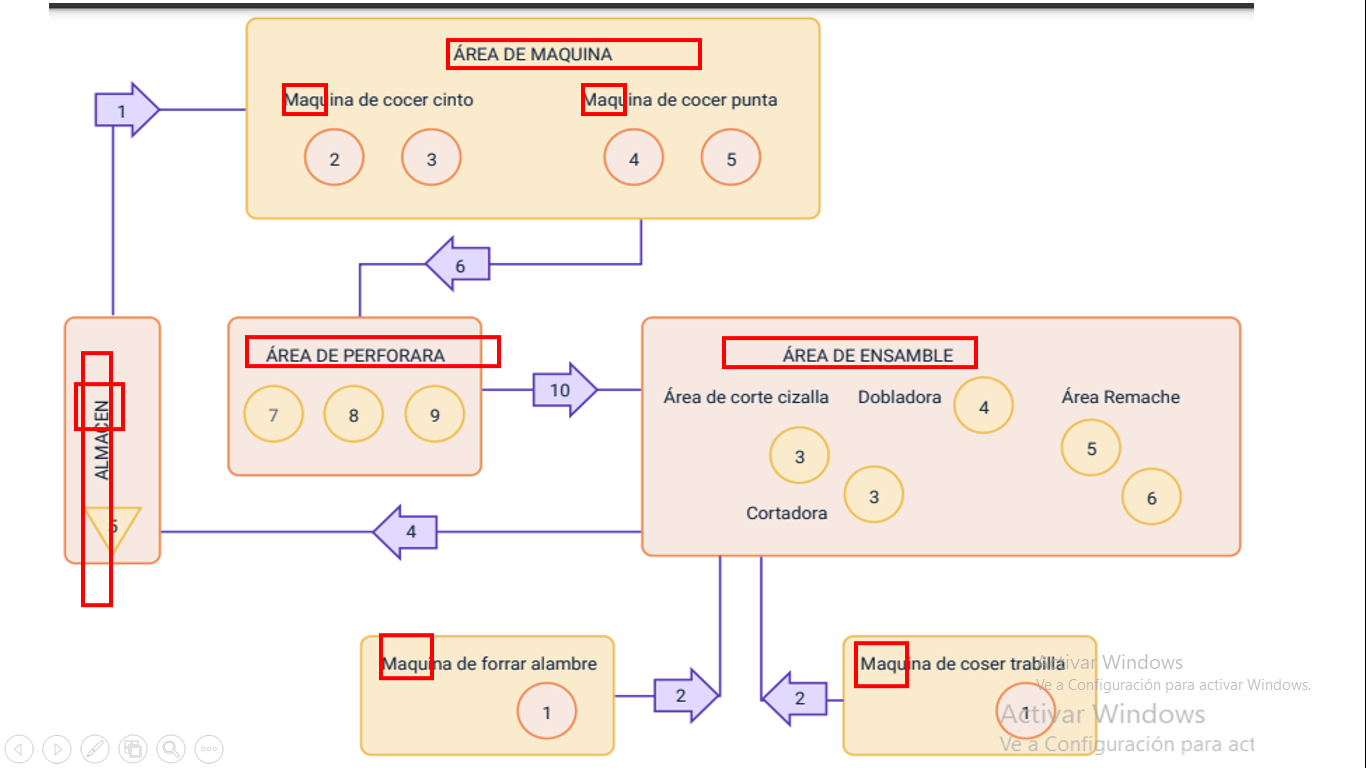 ÁREA DE MAQUINA
Maquina de cocer cinto
Maquina de cocer punta
1
2
3
4
5
6
ÁREA DE PERFORARA
7
8
9
10
ÁREA DE ENSAMBLE
Área de corte cizalla
Dobladora
4
Área Remache
3
3
5
6
Cortadora
ALMACEN
5
4
Maquina de forrar alambre
1
2
2
Maquina de coser trabilla
1
Activar Windows
Ve a Configuración para activar Windows.
Activar Windows
Ve a Configuración para act